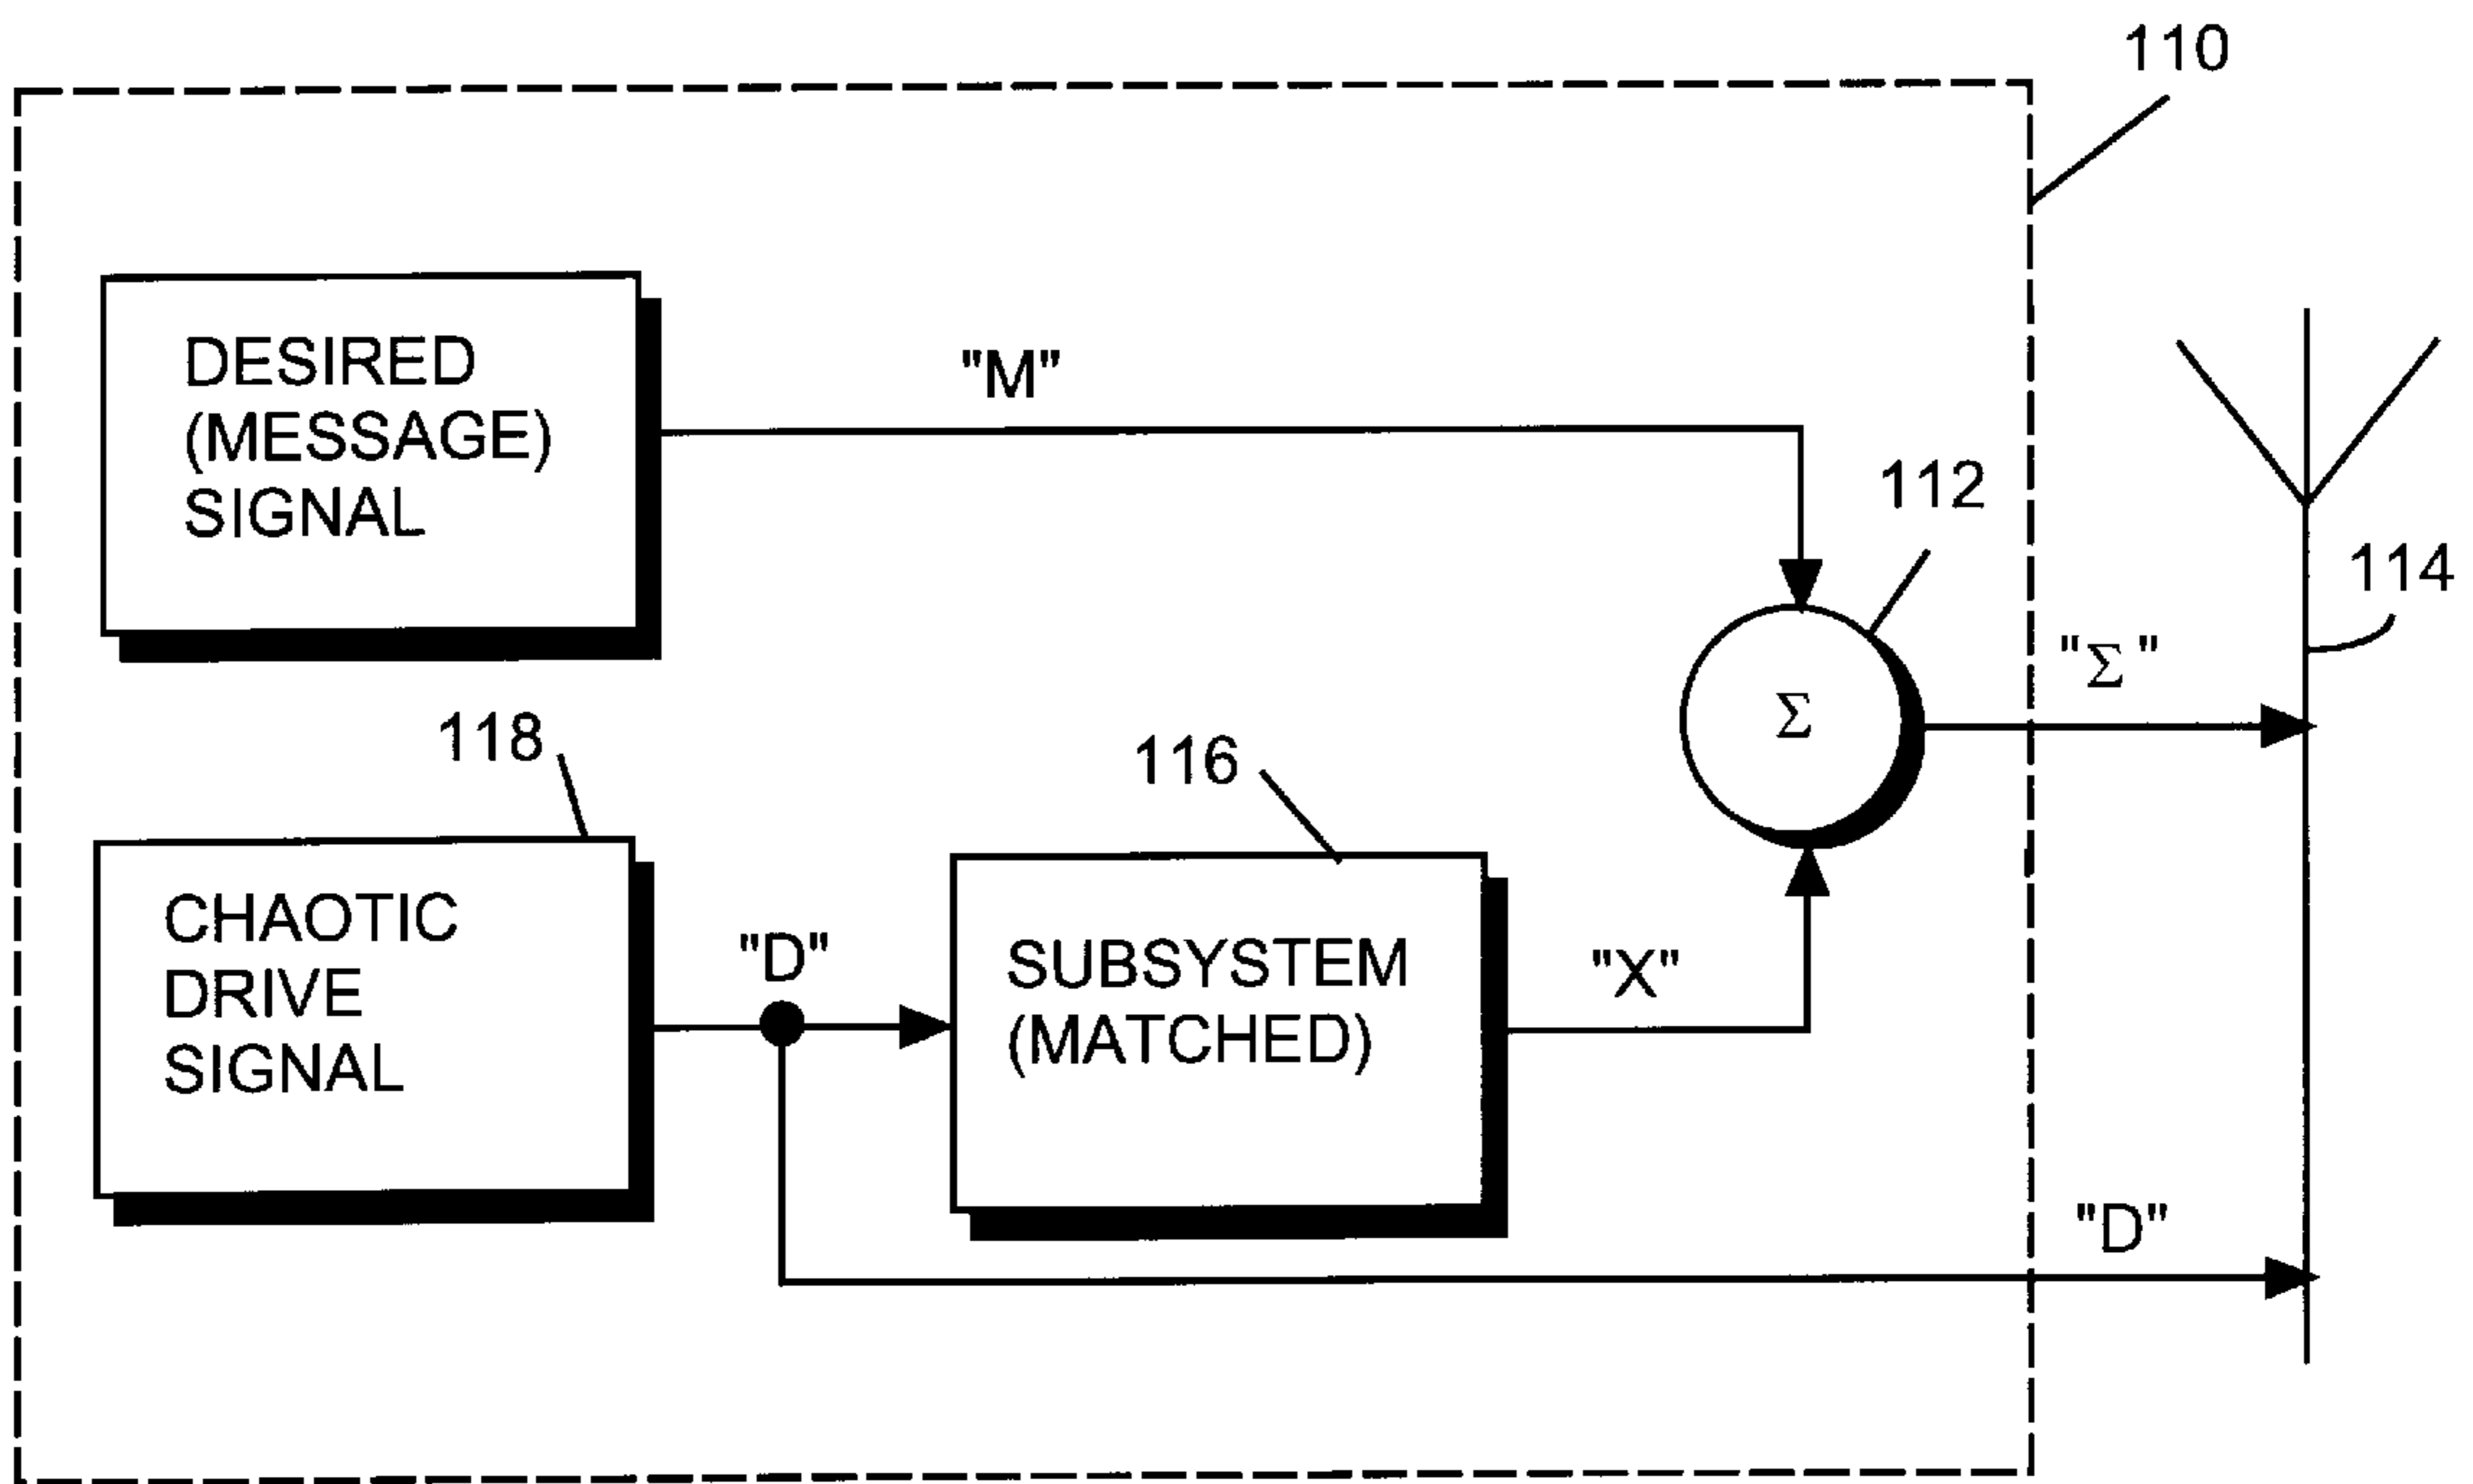 110
DESIRED
(MESSAGE)
SIGNAL
"M"
112
114
"Σ"
Σ
118
116
CHAOTIC
DRIVE
SIGNAL
"D"
SUBSYSTEM
(MATCHED)
"X"
"D"